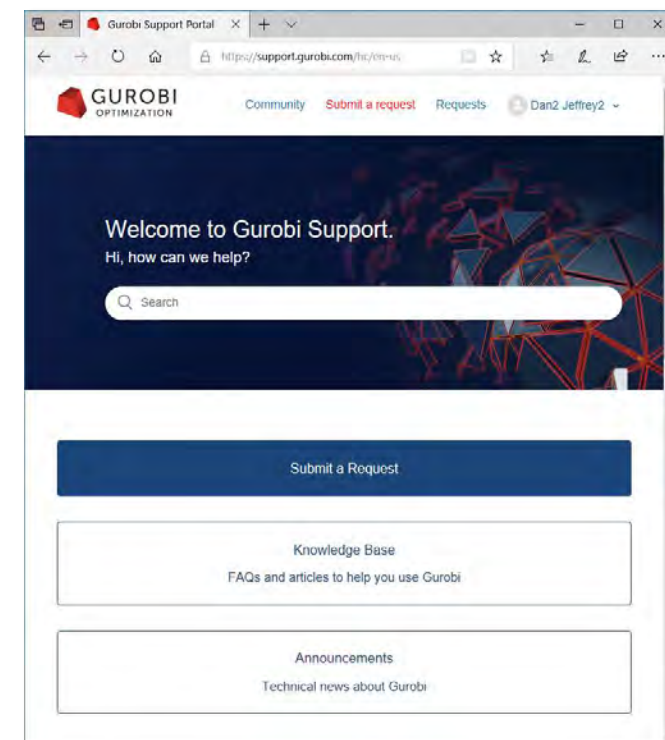 Gurobi Support Portal
https://support.gurobi.com/hc/en-us
GUROBI
OPTIMIZATION
Community Submit a request Requests Dan2 Jeffrey2
Welcome to Gurobi Support.
Hi, how can we help?
Search
Submit a Request
Knowledge Base
FAQs and articles to help you use Gurobi
Announcements
Technical news about Gurobi